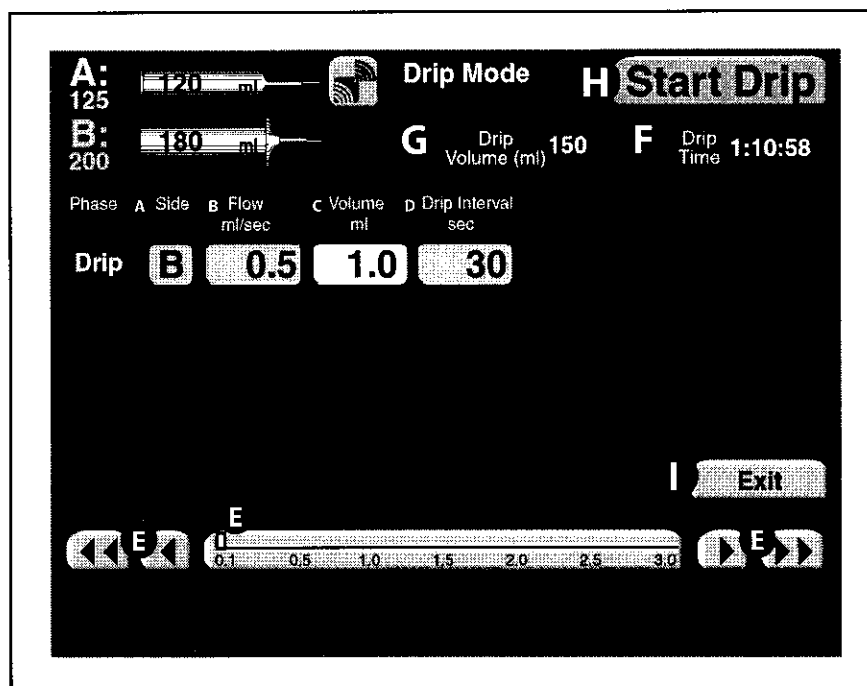 A: 120 ml Drip Mode H Start Drip
125
B: 180 ml G Drip Volume (ml) 150 F Drip Time 1:10:58
200
Phase A Side B Flow ml/sec C Volume ml D Drip Interval sec
Drip B 0.5 1.0 30
I Exit
E
E E
0.1 0.5 1.0 1.5 2.0 2.5 3.0